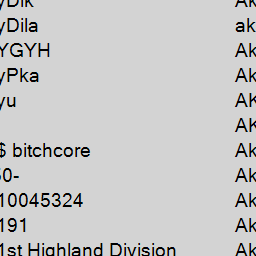 yDik Ak
yDila ak
YGYH Ak
yPka Ak
yu AK
AK
$ bitchcore Ak
60- Ak
10045324 Ak
191 Ak
1st Highland Division Ak